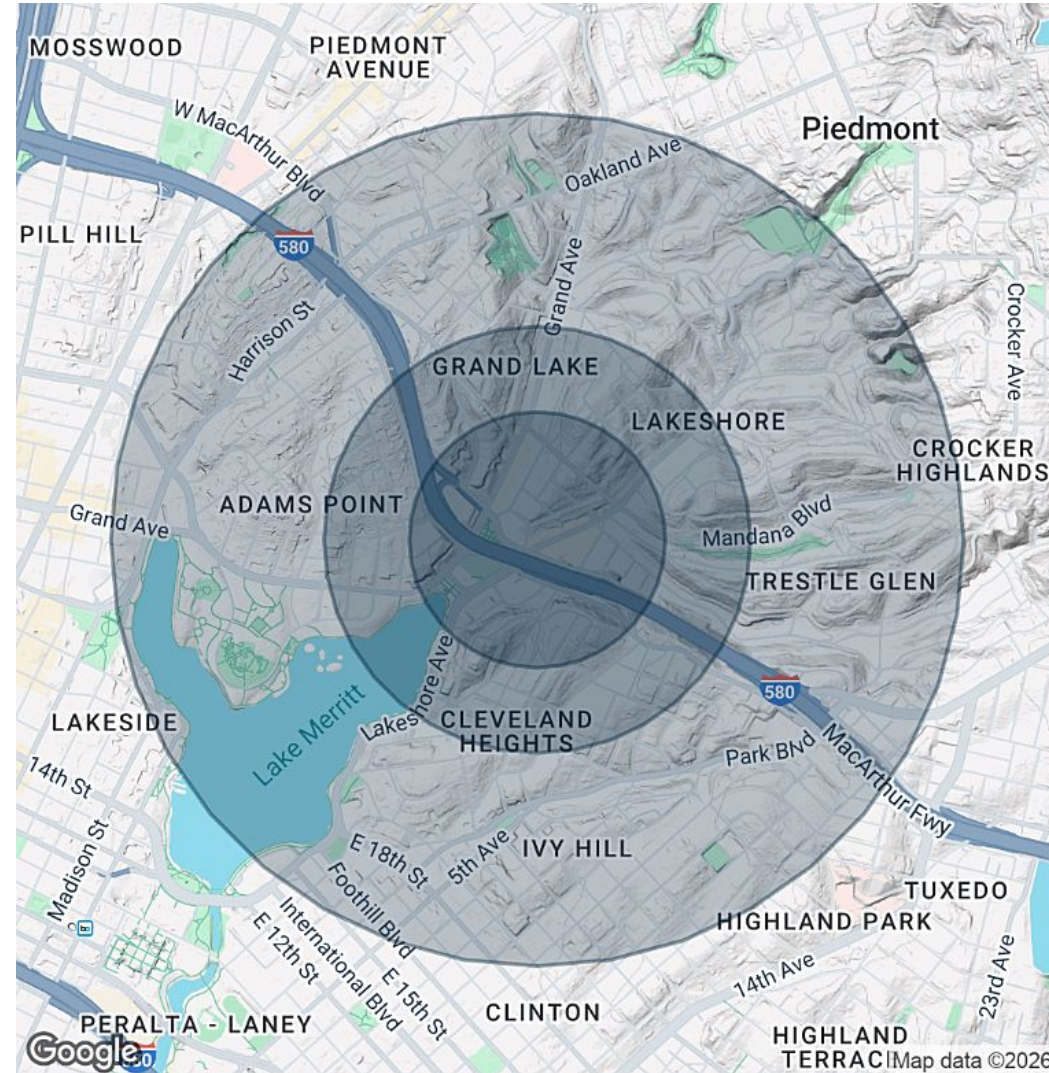 MOSSWOOD
PIEDMONT
AVENUE
W MacArthur Blvd
Piedmont
Oakland Ave
PILL HILL
580
Grand Ave
Harrison St
Crocker Ave
GRAND LAKE
LAKESHORE
CROCKER
HIGHLANDS
ADAMS POINT
Grand Ave
Mandana Blvd
TRESTLE GLEN
Lakeshore Ave
580
LAKESIDE
Lake Merritt
CLEVELAND
HEIGHTS
Park Blvd
MacArthur Fwy
14th St
Madison St
E 18th St
5th Ave
IVY HILL
TUXEDO
Foothill Blvd
HIGHLAND PARK
International Blvd
E 12th St
E 15th St
14th Ave
23rd Ave
CLINTON
PERALTA - LANEY
HIGHLAND
Google
Map data ©2026